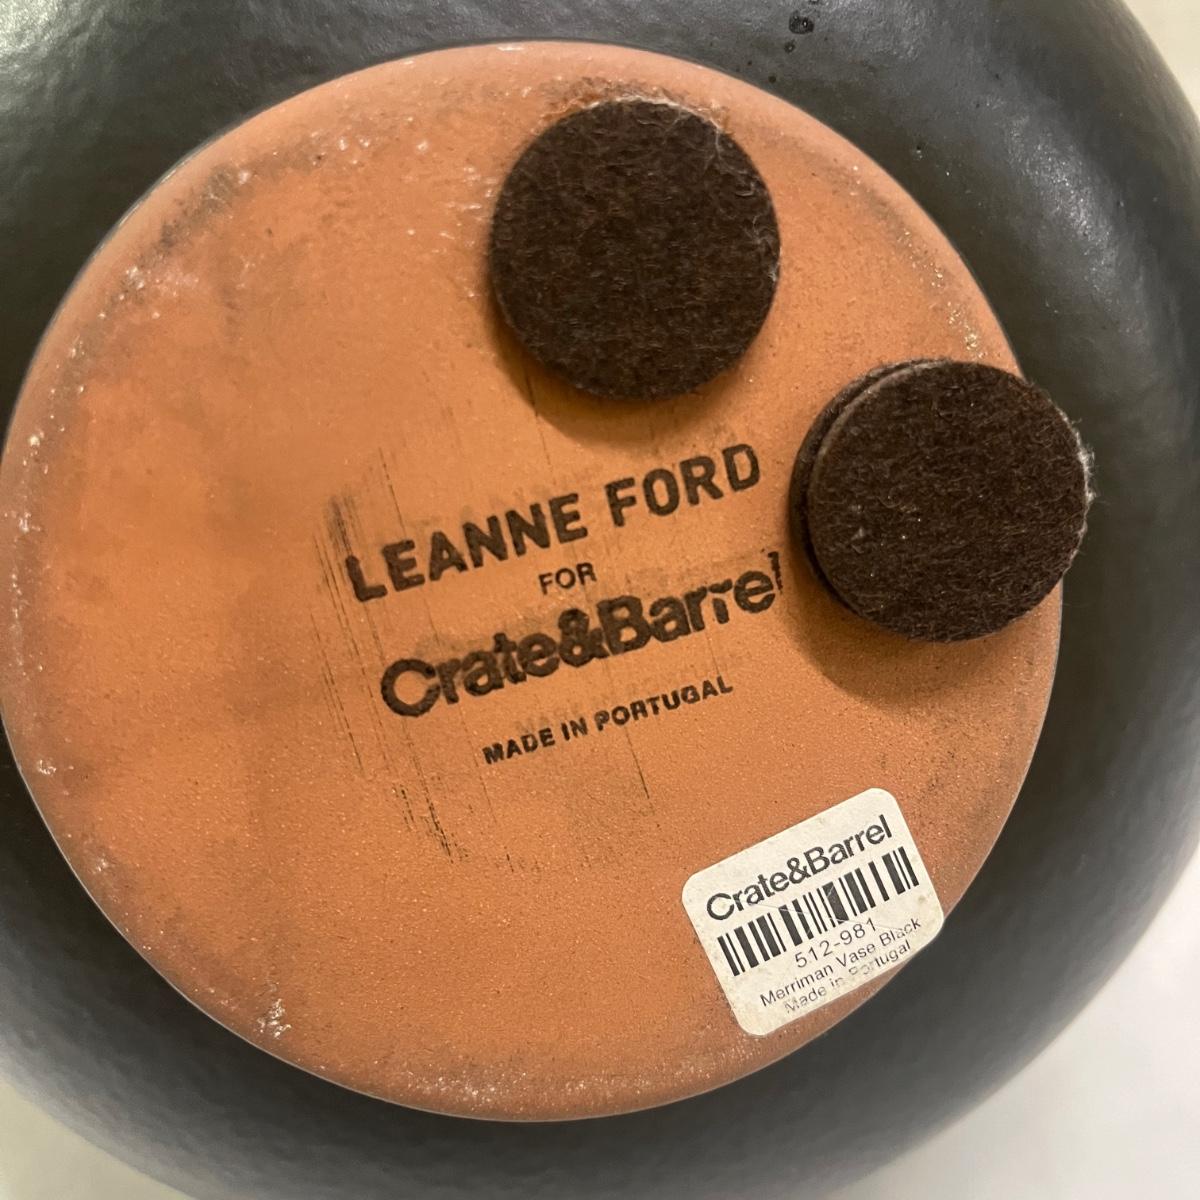 LEANNE FORD
FOR
Crate&Barrel
MADE IN PORTUGAL
Crate&Barrel
512-981
Merriman Vase Black
Made in Portugal